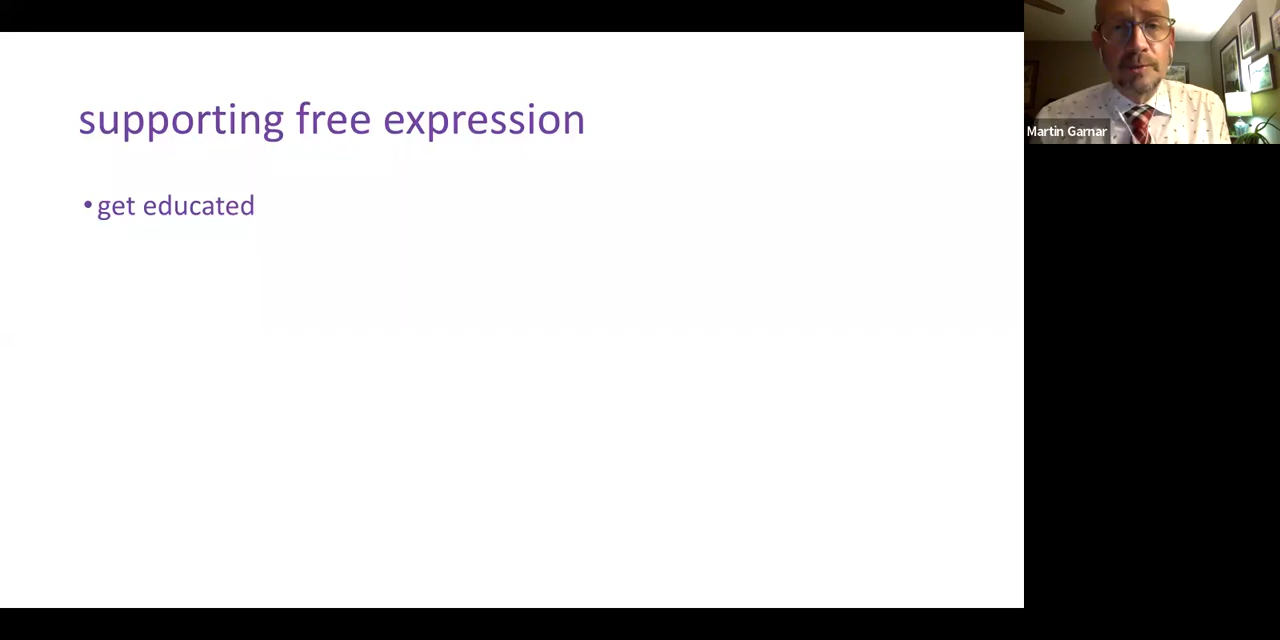 supporting free expression
• get educated
Martin Garnar